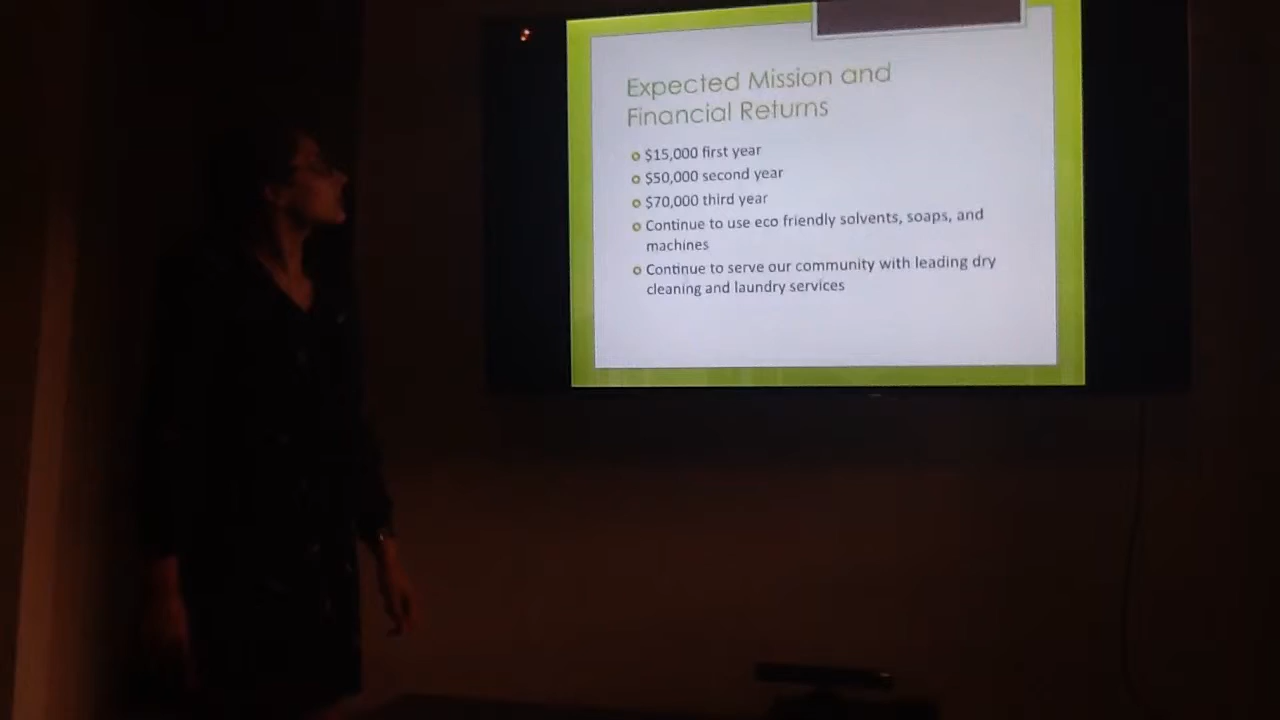 Expected Mission and
Financial Returns
$15,000 first year
$50,000 second year
$70,000 third year
Continue to use eco friendly solvents, soaps, and
machines
Continue to serve our community with leading dry
cleaning and laundry services